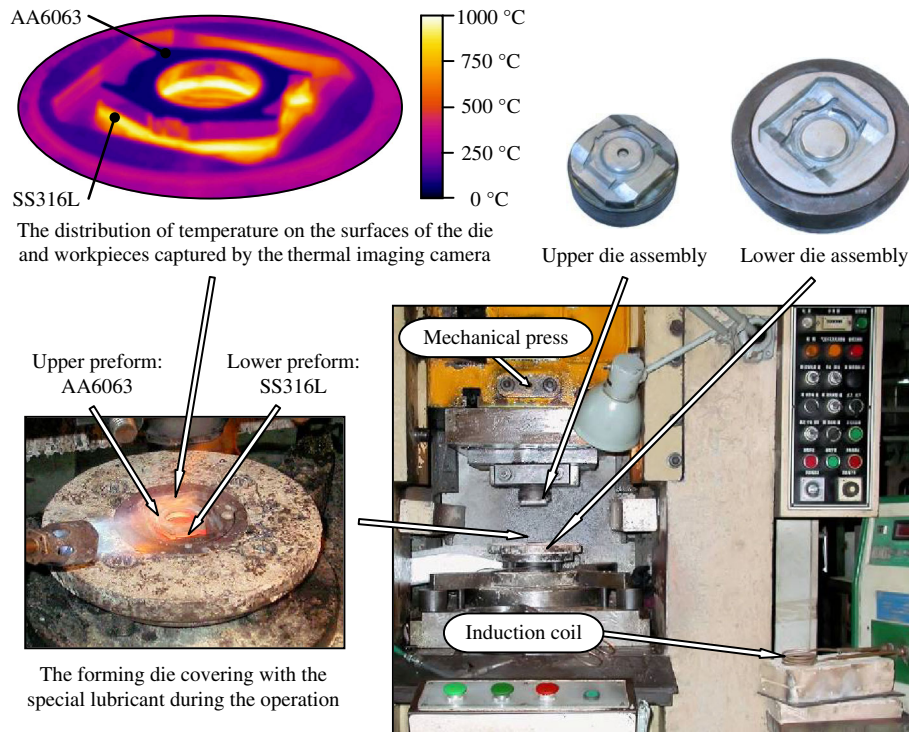 AA6063
SS316L
1000 °C
750 °C
500 °C
250 °C
0 °C
The distribution of temperature on the surfaces of the die
and workpieces captured by the thermal imaging camera
Upper die assembly
Lower die assembly
Upper preform:
AA6063
Lower preform:
SS316L
Mechanical press
Induction coil
The forming die covering with the
special lubricant during the operation